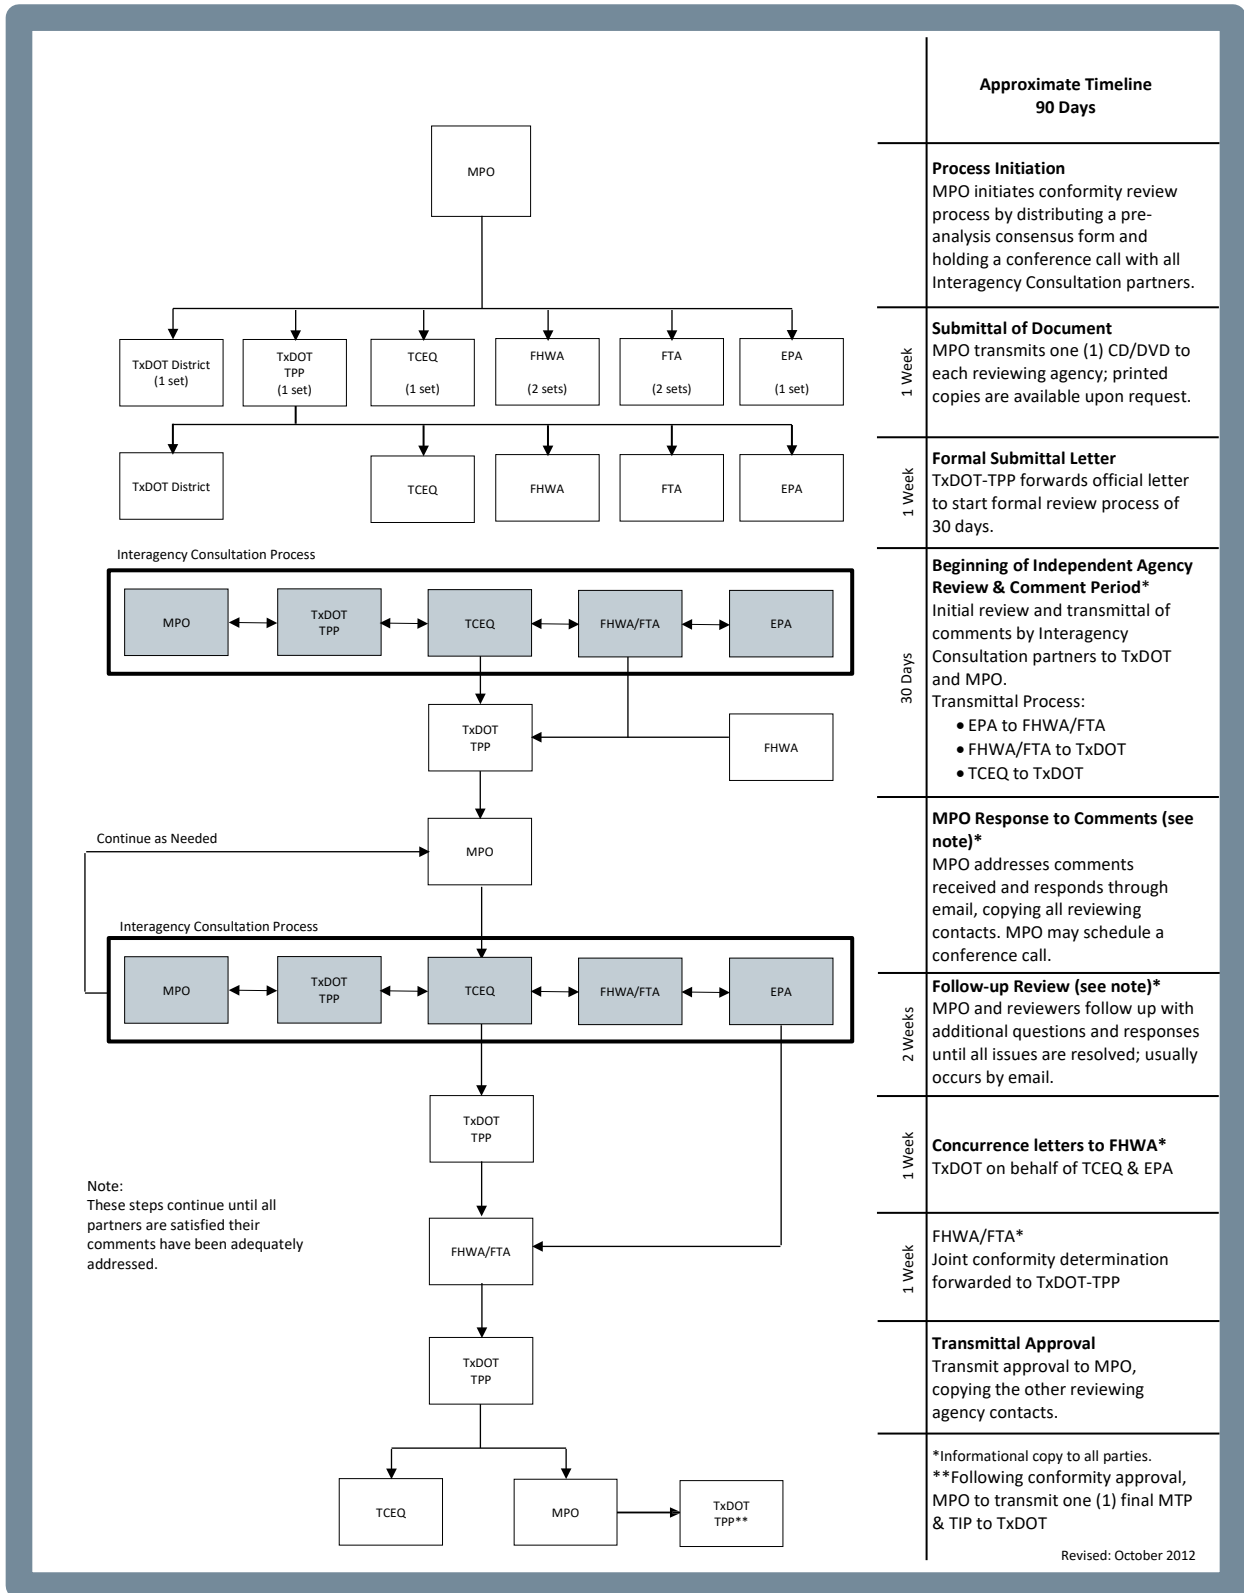 Approximate Timeline
90 Days
MPO
Process Initiation
MPO initiates conformity review
process by distributing a pre-
analysis consensus form and
holding a conference call with all
Interagency Consultation partners.
TxDOT District
(1 set)
TxDOT
TPP
(1 set)
TCEQ
(1 set)
FHWA
(2 sets)
FTA
(2 sets)
EPA
(1 set)
1 Week
Submittal of Document
MPO transmits one (1) CD/DVD to
each reviewing agency; printed
copies are available upon request.
TxDOT District
TCEQ
FHWA
FTA
EPA
1 Week
Formal Submittal Letter
TxDOT-TPP forwards official letter
to start formal review process of
30 days.
Interagency Consultation Process
MPO
TxDOT
TPP
TCEQ
FHWA/FTA
EPA
TxDOT
TPP
FHWA
30 Days
Beginning of Independent Agency
Review & Comment Period*
Initial review and transmittal of
comments by Interagency
Consultation partners to TxDOT
and MPO.
Transmittal Process:
• EPA to FHWA/FTA
• FHWA/FTA to TxDOT
• TCEQ to TxDOT
Continue as Needed
MPO
MPO Response to Comments (see
note)*
MPO addresses comments
received and responds through
email, copying all reviewing
contacts. MPO may schedule a
conference call.
Interagency Consultation Process
MPO
TxDOT
TPP
TCEQ
FHWA/FTA
EPA
2 Weeks
Follow-up Review (see note)*
MPO and reviewers follow up with
additional questions and responses
until all issues are resolved; usually
occurs by email.
TxDOT
TPP
1 Week
Concurrence letters to FHWA*
TxDOT on behalf of TCEQ & EPA
Note:
These steps continue until all
partners are satisfied their
comments have been adequately
addressed.
FHWA/FTA
1 Week
FHWA/FTA*
Joint conformity determination
forwarded to TxDOT-TPP
TxDOT
TPP
Transmittal Approval
Transmit approval to MPO,
copying the other reviewing
agency contacts.
TCEQ
MPO
TxDOT
TPP**
*Informational copy to all parties.
**Following conformity approval,
MPO to transmit one (1) final MTP
& TIP to TxDOT
Revised: October 2012